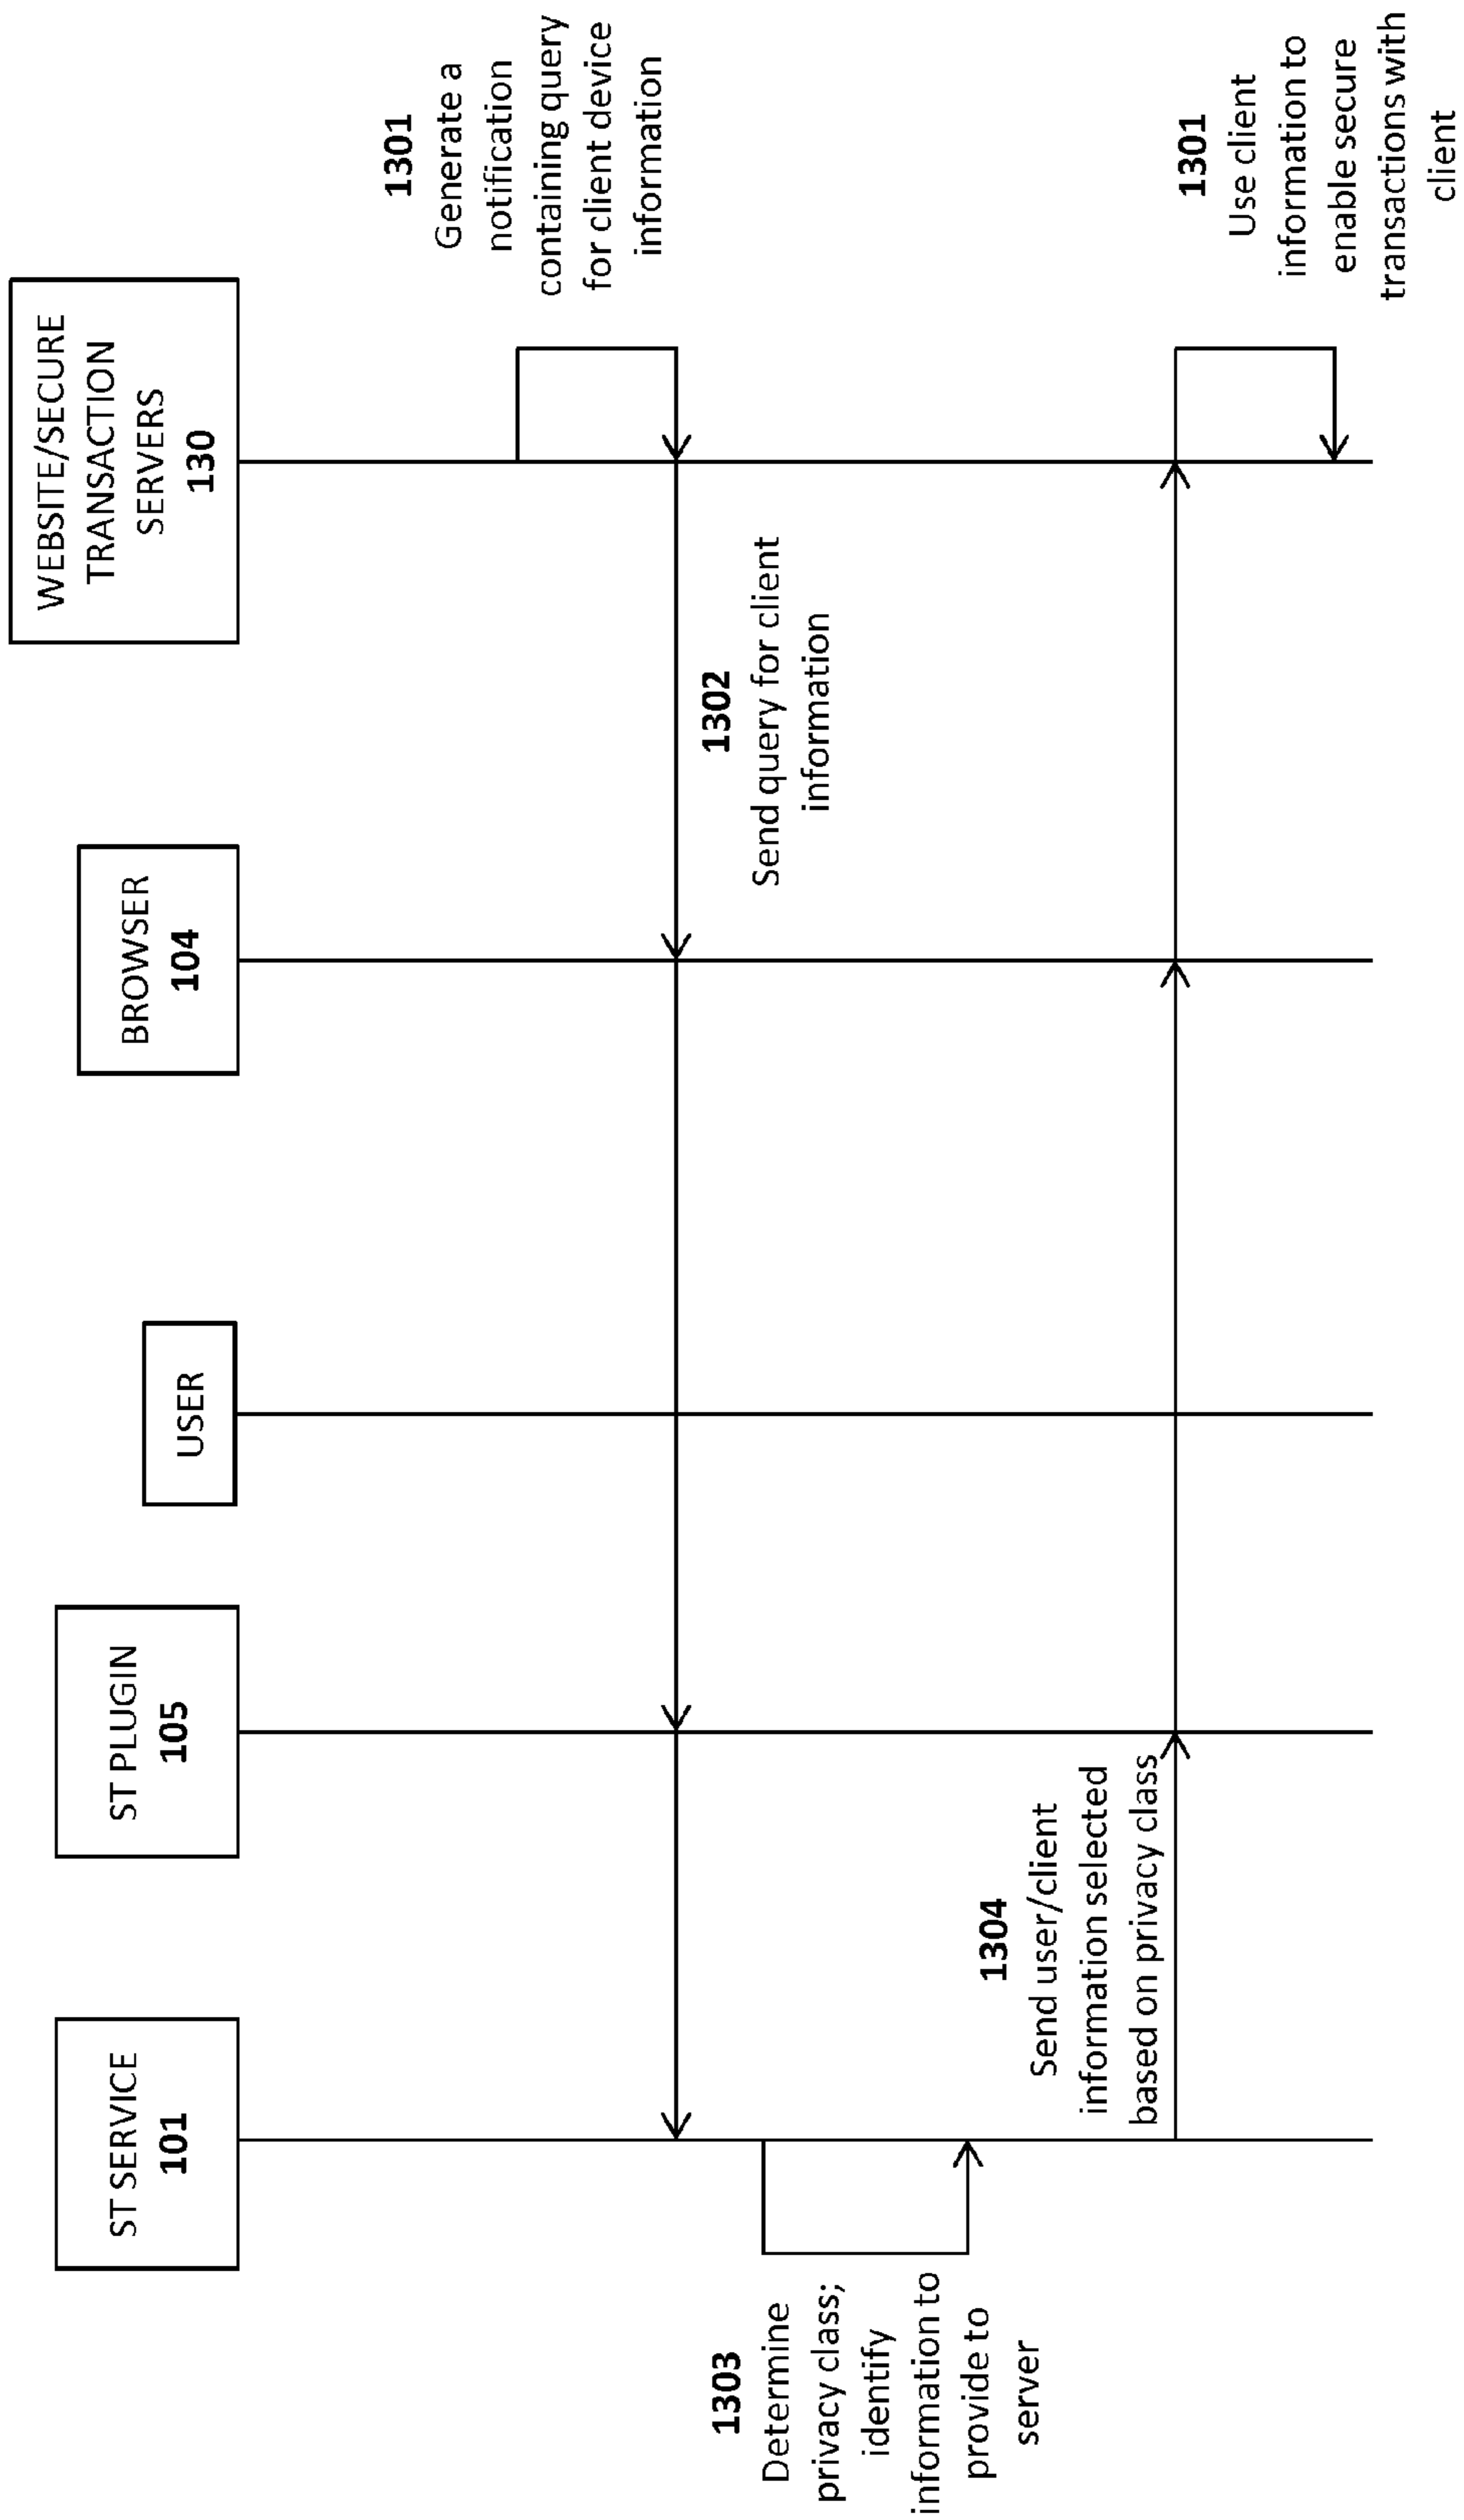 ST SERVICE
101
ST PLUGIN
105
USER
BROWSER
104
WEBSITE/SECURE
TRANSACTION
SERVERS
130
1301
Generate a
notification
containing query
for client device
information
1302
Send query for client
information
1303
Determine
privacy class;
identify
information to
provide to
server
1304
Send user/client
information selected
based on privacy class
1301
Use client
information to
enable secure
transactions with
client